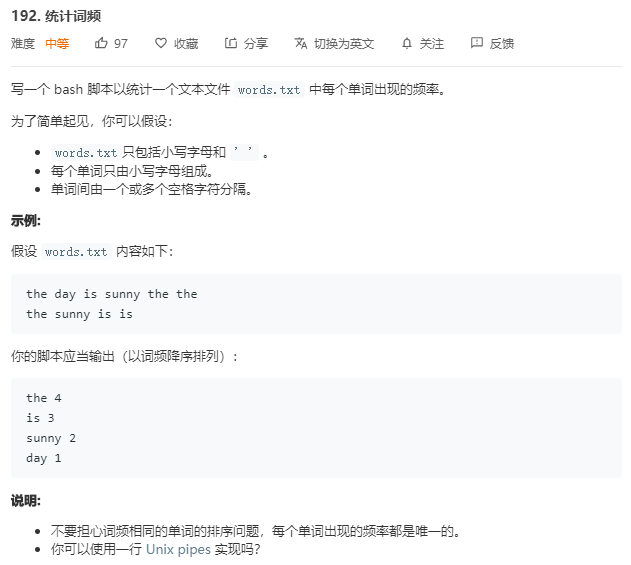 192. 统计词频
难度 中等 97 收藏 分享 切换为英文 关注 反馈
写一个 bash 脚本以统计一个文本文件 words.txt 中每个单词出现的频率。
为了简单起见，你可以假设：
words.txt只包括小写字母和 ' ' 。
每个单词只由小写字母组成。
单词间由一个或多个空格字符分隔。
示例:
假设 words.txt 内容如下：
the day is sunny the the
the sunny is is
你的脚本应当输出（以词频降序排列）：
the 4
is 3
sunny 2
day 1
说明:
不要担心词频相同的单词的排序问题，每个单词出现的频率都是唯一的。
你可以使用一行 Unix pipes 实现吗？